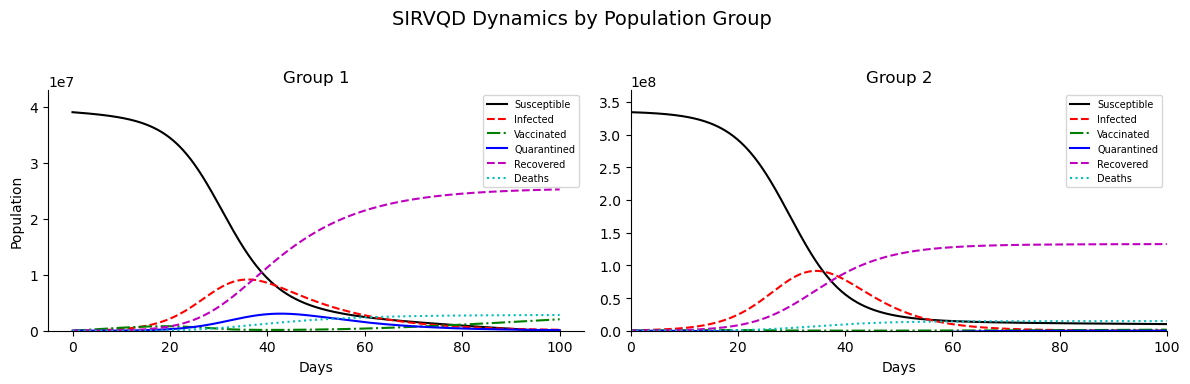 SIRVQD Dynamics by Population Group
Group 1
1e7
4
3
2
1
0
Population
0 20 40 60 80 100
Days
Susceptible
Infected
Vaccinated
Quarantined
Recovered
Deaths
Group 2
1e8
3.5
3.0
2.5
2.0
1.5
1.0
0.5
0.0
0 20 40 60 80 100
Days
Susceptible
Infected
Vaccinated
Quarantined
Recovered
Deaths